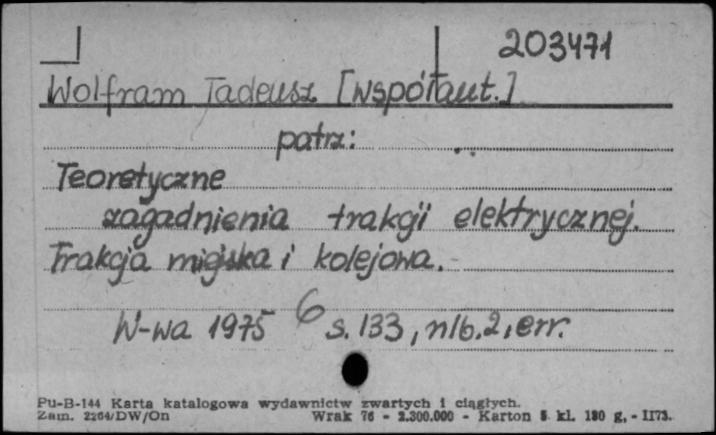 203471
Wolfram Tadeusz [współaut.]
patrz:
Teoretyczne
zagadnienia trakcji elektrycznej.
Trakcja miejska i kolejowa.
W-wa 1975 6 s. 133, nlb. 2, err.
Pu-B-144 Karta katalogowa wydawnictw zwartych i ciągłych.
Zam. 2264/DW/On Wrak 76 - 2.300.000 - Karton 5 kl. 180 g. - II73.